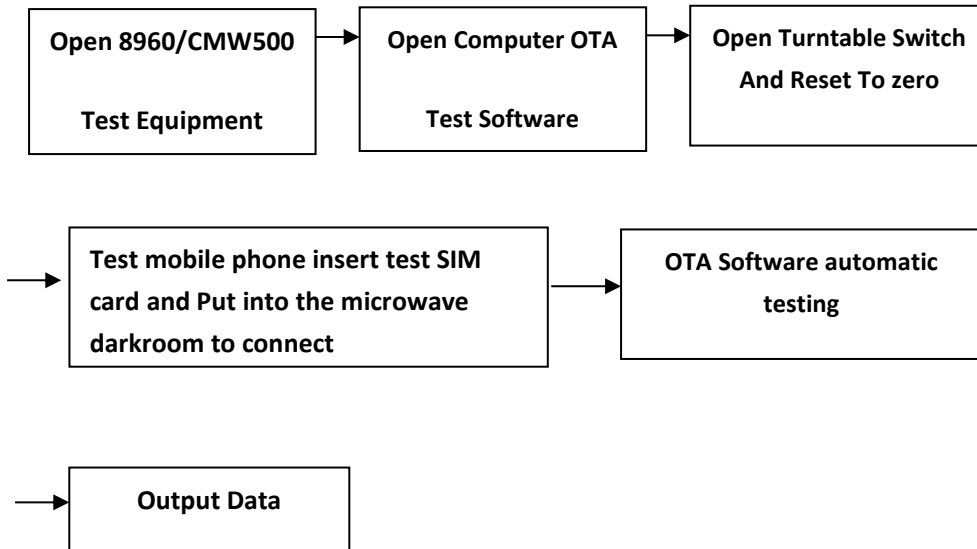 Open 8960/CMW500
Test Equipment
Open Computer OTA
Test Software
Open Turntable Switch
And Reset To zero
Test mobile phone insert test SIM
card and Put into the microwave
darkroom to connect
OTA Software automatic
testing
Output Data